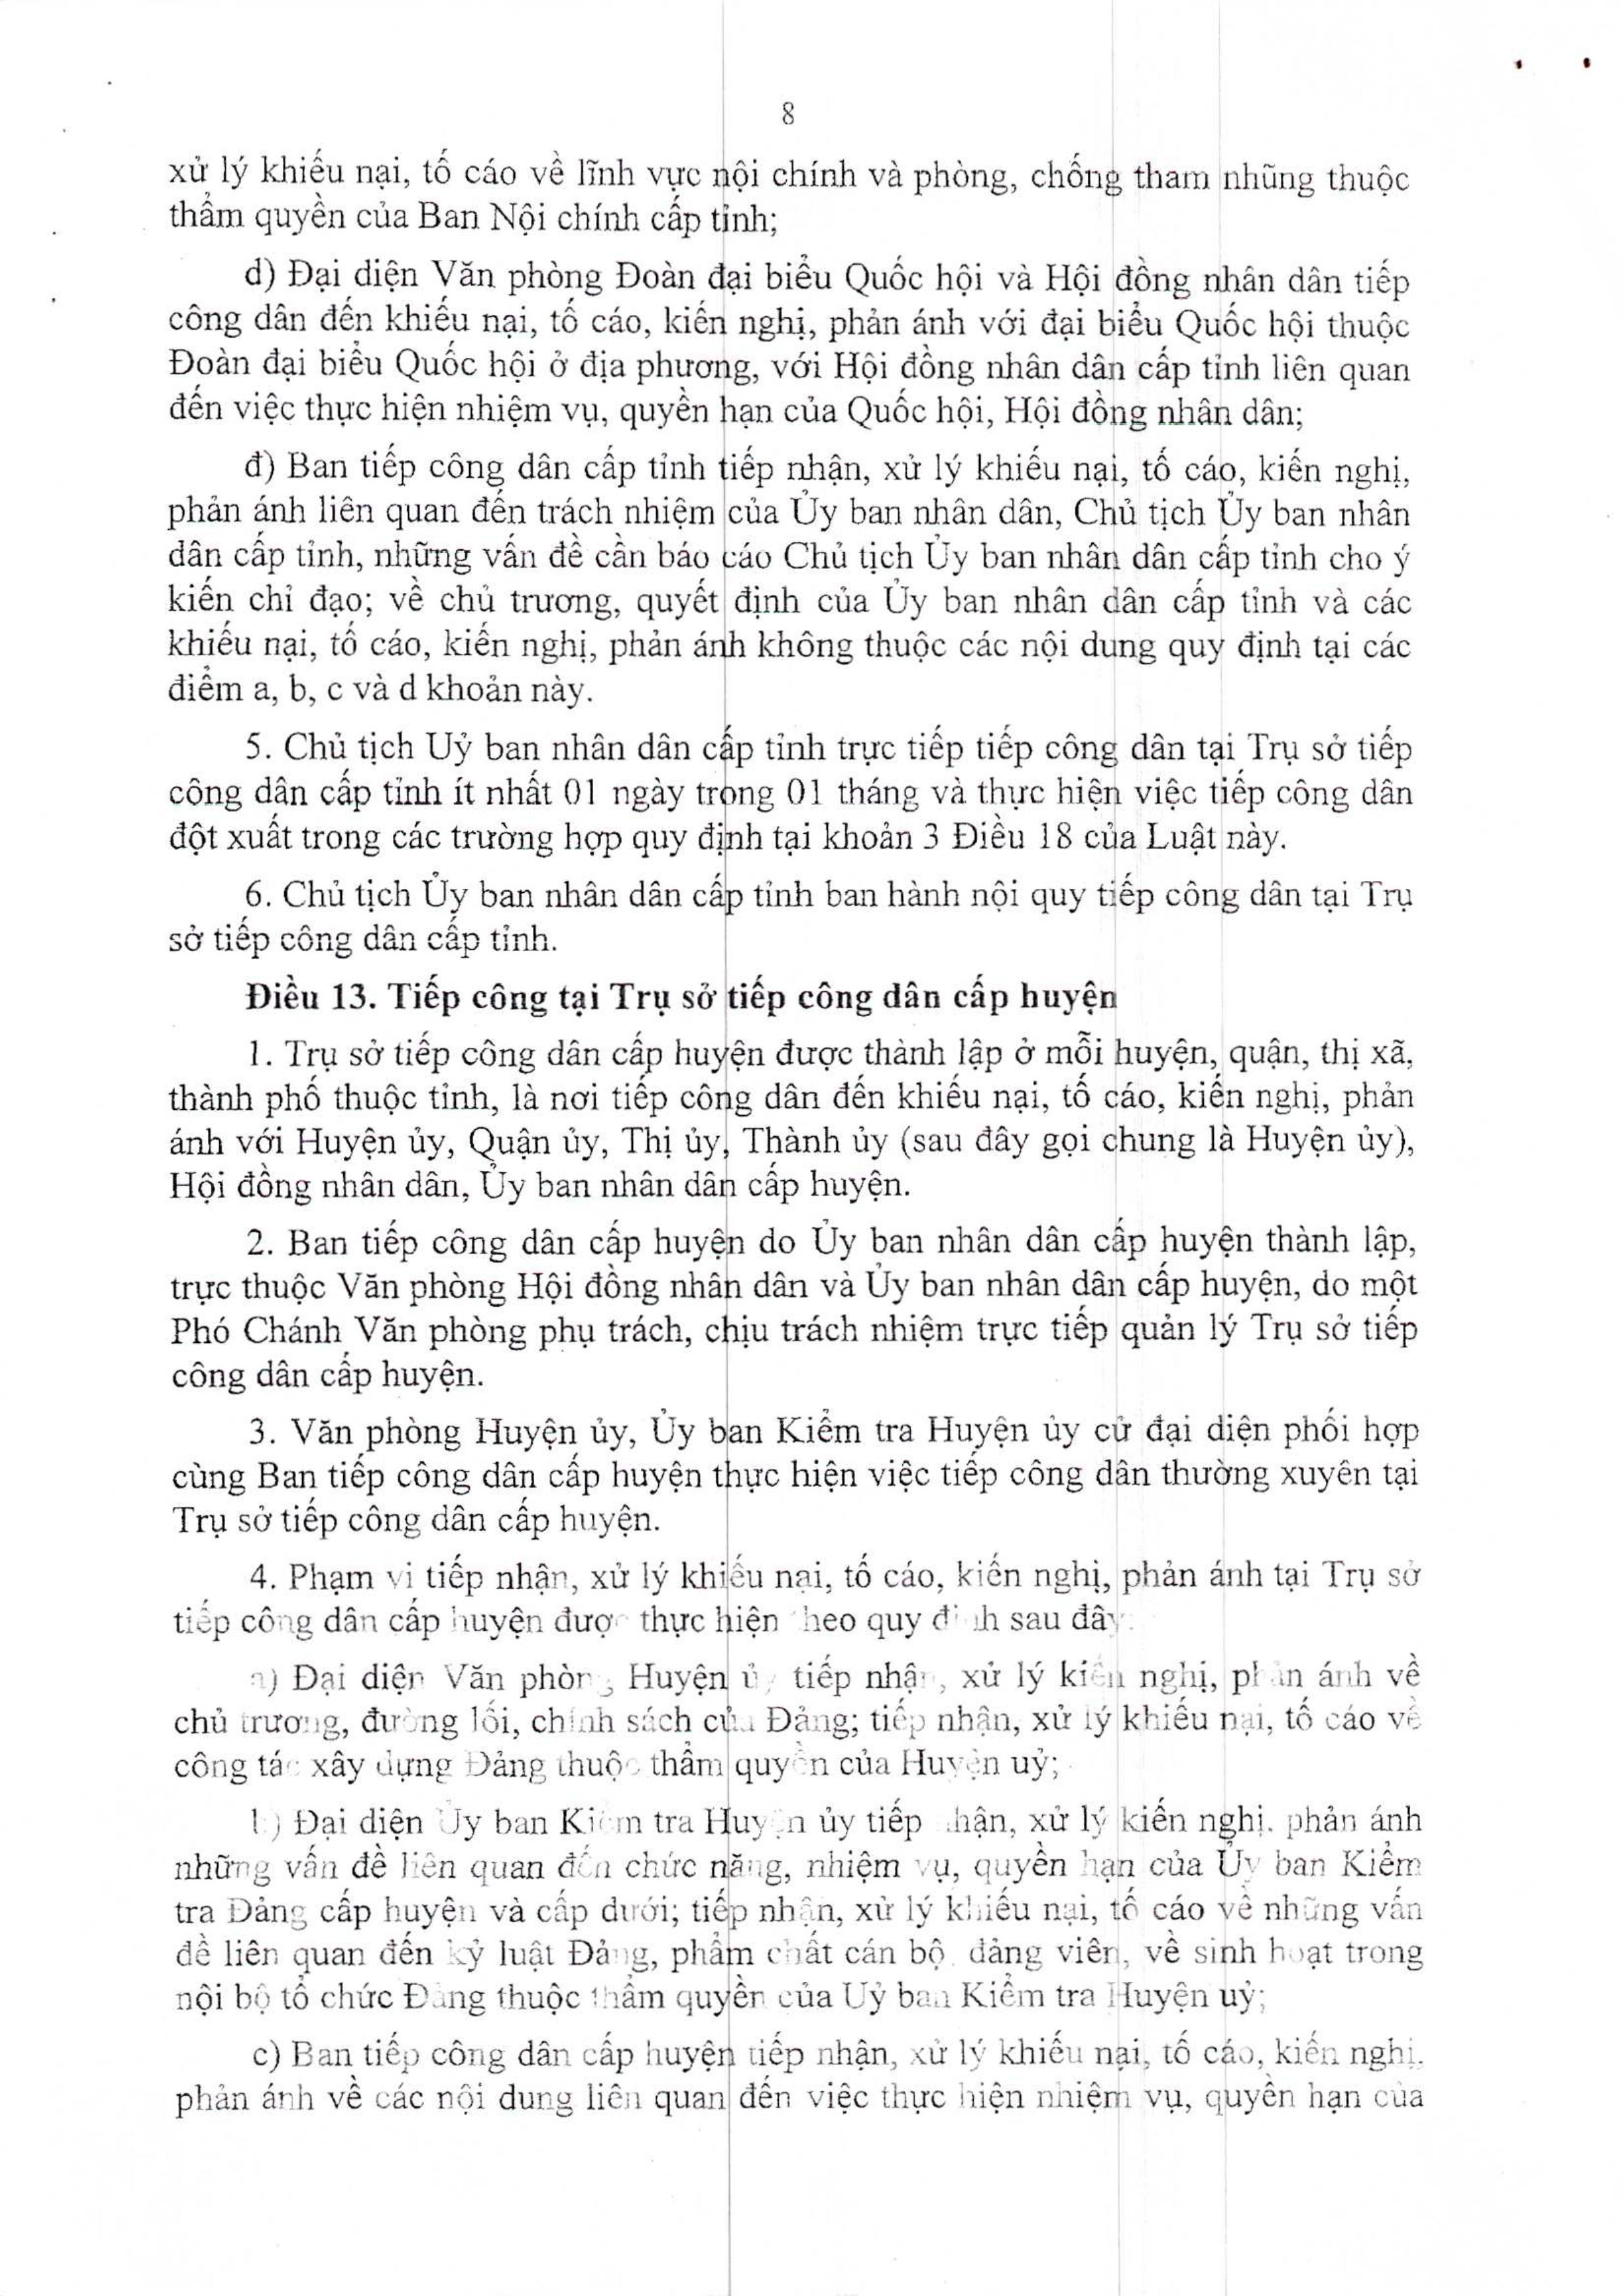 8
xử lý khiếu nại, tố cáo về lĩnh vực nội chính và phòng, chống tham nhũng thuộc
thẩm quyền của Ban Nội chính cấp tỉnh;
d) Đại diện Văn phòng Đoàn đại biểu Quốc hội và Hội đồng nhân dân tiếp
công dân đến khiếu nại, tố cáo, kiến nghị, phản ánh với đại biểu Quốc hội thuộc
Đoàn đại biểu Quốc hội ở địa phương, với Hội đồng nhân dân cấp tỉnh liên quan
đến việc thực hiện nhiệm vụ, quyền hạn của Quốc hội, Hội đồng nhân dân;
đ) Ban tiếp công dân cấp tỉnh tiếp nhận, xử lý khiếu nại, tố cáo, kiến nghị,
phản ánh liên quan đến trách nhiệm của Ủy ban nhân dân, Chủ tịch Ủy ban nhân
dân cấp tỉnh, những vấn đề cần báo cáo Chủ tịch Ủy ban nhân dân cấp tỉnh cho ý
kiến chỉ đạo; về chủ trương, quyết định của Ủy ban nhân dân cấp tỉnh và các
khiếu nại, tố cáo, kiến nghị, phản ánh không thuộc các nội dung quy định tại các
điểm a, b, c và d khoản này.
5. Chủ tịch Uỷ ban nhân dân cấp tỉnh trực tiếp tiếp công dân tại Trụ sở tiếp
công dân cấp tỉnh ít nhất 01 ngày trong 01 tháng và thực hiện việc tiếp công dân
đột xuất trong các trường hợp quy định tại khoản 3 Điều 18 của Luật này.
6. Chủ tịch Ủy ban nhân dân cấp tỉnh ban hành nội quy tiếp công dân tại Trụ
sở tiếp công dân cấp tỉnh.
Điều 13. Tiếp công tại Trụ sở tiếp công dân cấp huyện
1. Trụ sở tiếp công dân cấp huyện được thành lập ở mỗi huyện, quận, thị xã,
thành phố thuộc tỉnh, là nơi tiếp công dân đến khiếu nại, tố cáo, kiến nghị, phản
ánh với Huyện ủy, Quận ủy, Thị ủy, Thành ủy (sau đây gọi chung là Huyện ủy),
Hội đồng nhân dân, Ủy ban nhân dân cấp huyện.
2. Ban tiếp công dân cấp huyện do Ủy ban nhân dân cấp huyện thành lập,
trực thuộc Văn phòng Hội đồng nhân dân và Ủy ban nhân dân cấp huyện, do một
Phó Chánh Văn phòng phụ trách, chịu trách nhiệm trực tiếp quản lý Trụ sở tiếp
công dân cấp huyện.
3. Văn phòng Huyện ủy, Ủy ban Kiểm tra Huyện ủy cử đại diện phối hợp
cùng Ban tiếp công dân cấp huyện thực hiện việc tiếp công dân thường xuyên tại
Trụ sở tiếp công dân cấp huyện.
4. Phạm vi tiếp nhận, xử lý khiếu nại, tố cáo, kiến nghị, phản ánh tại Trụ sở
tiếp công dân cấp huyện được thực hiện theo quy định sau đây:
a) Đại diện Văn phòng Huyện ủy tiếp nhận, xử lý kiến nghị, phản ánh về
chủ trương, đường lối, chính sách của Đảng; tiếp nhận, xử lý khiếu nại, tố cáo về
công tác xây dựng Đảng thuộc thẩm quyền của Huyện uỷ;
b) Đại diện Ủy ban Kiểm tra Huyện ủy tiếp nhận, xử lý kiến nghị, phản ánh
những vấn đề liên quan đến chức năng, nhiệm vụ, quyền hạn của Ủy ban Kiểm
tra Đảng cấp huyện và cấp dưới; tiếp nhận, xử lý khiếu nại, tố cáo về những vấn
đề liên quan đến kỷ luật Đảng, phẩm chất cán bộ, đảng viên, về sinh hoạt trong
nội bộ tổ chức Đảng thuộc thẩm quyền của Uỷ ban Kiểm tra Huyện uỷ;
c) Ban tiếp công dân cấp huyện tiếp nhận, xử lý khiếu nại, tố cáo, kiến nghị,
phản ánh về các nội dung liên quan đến việc thực hiện nhiệm vụ, quyền hạn của